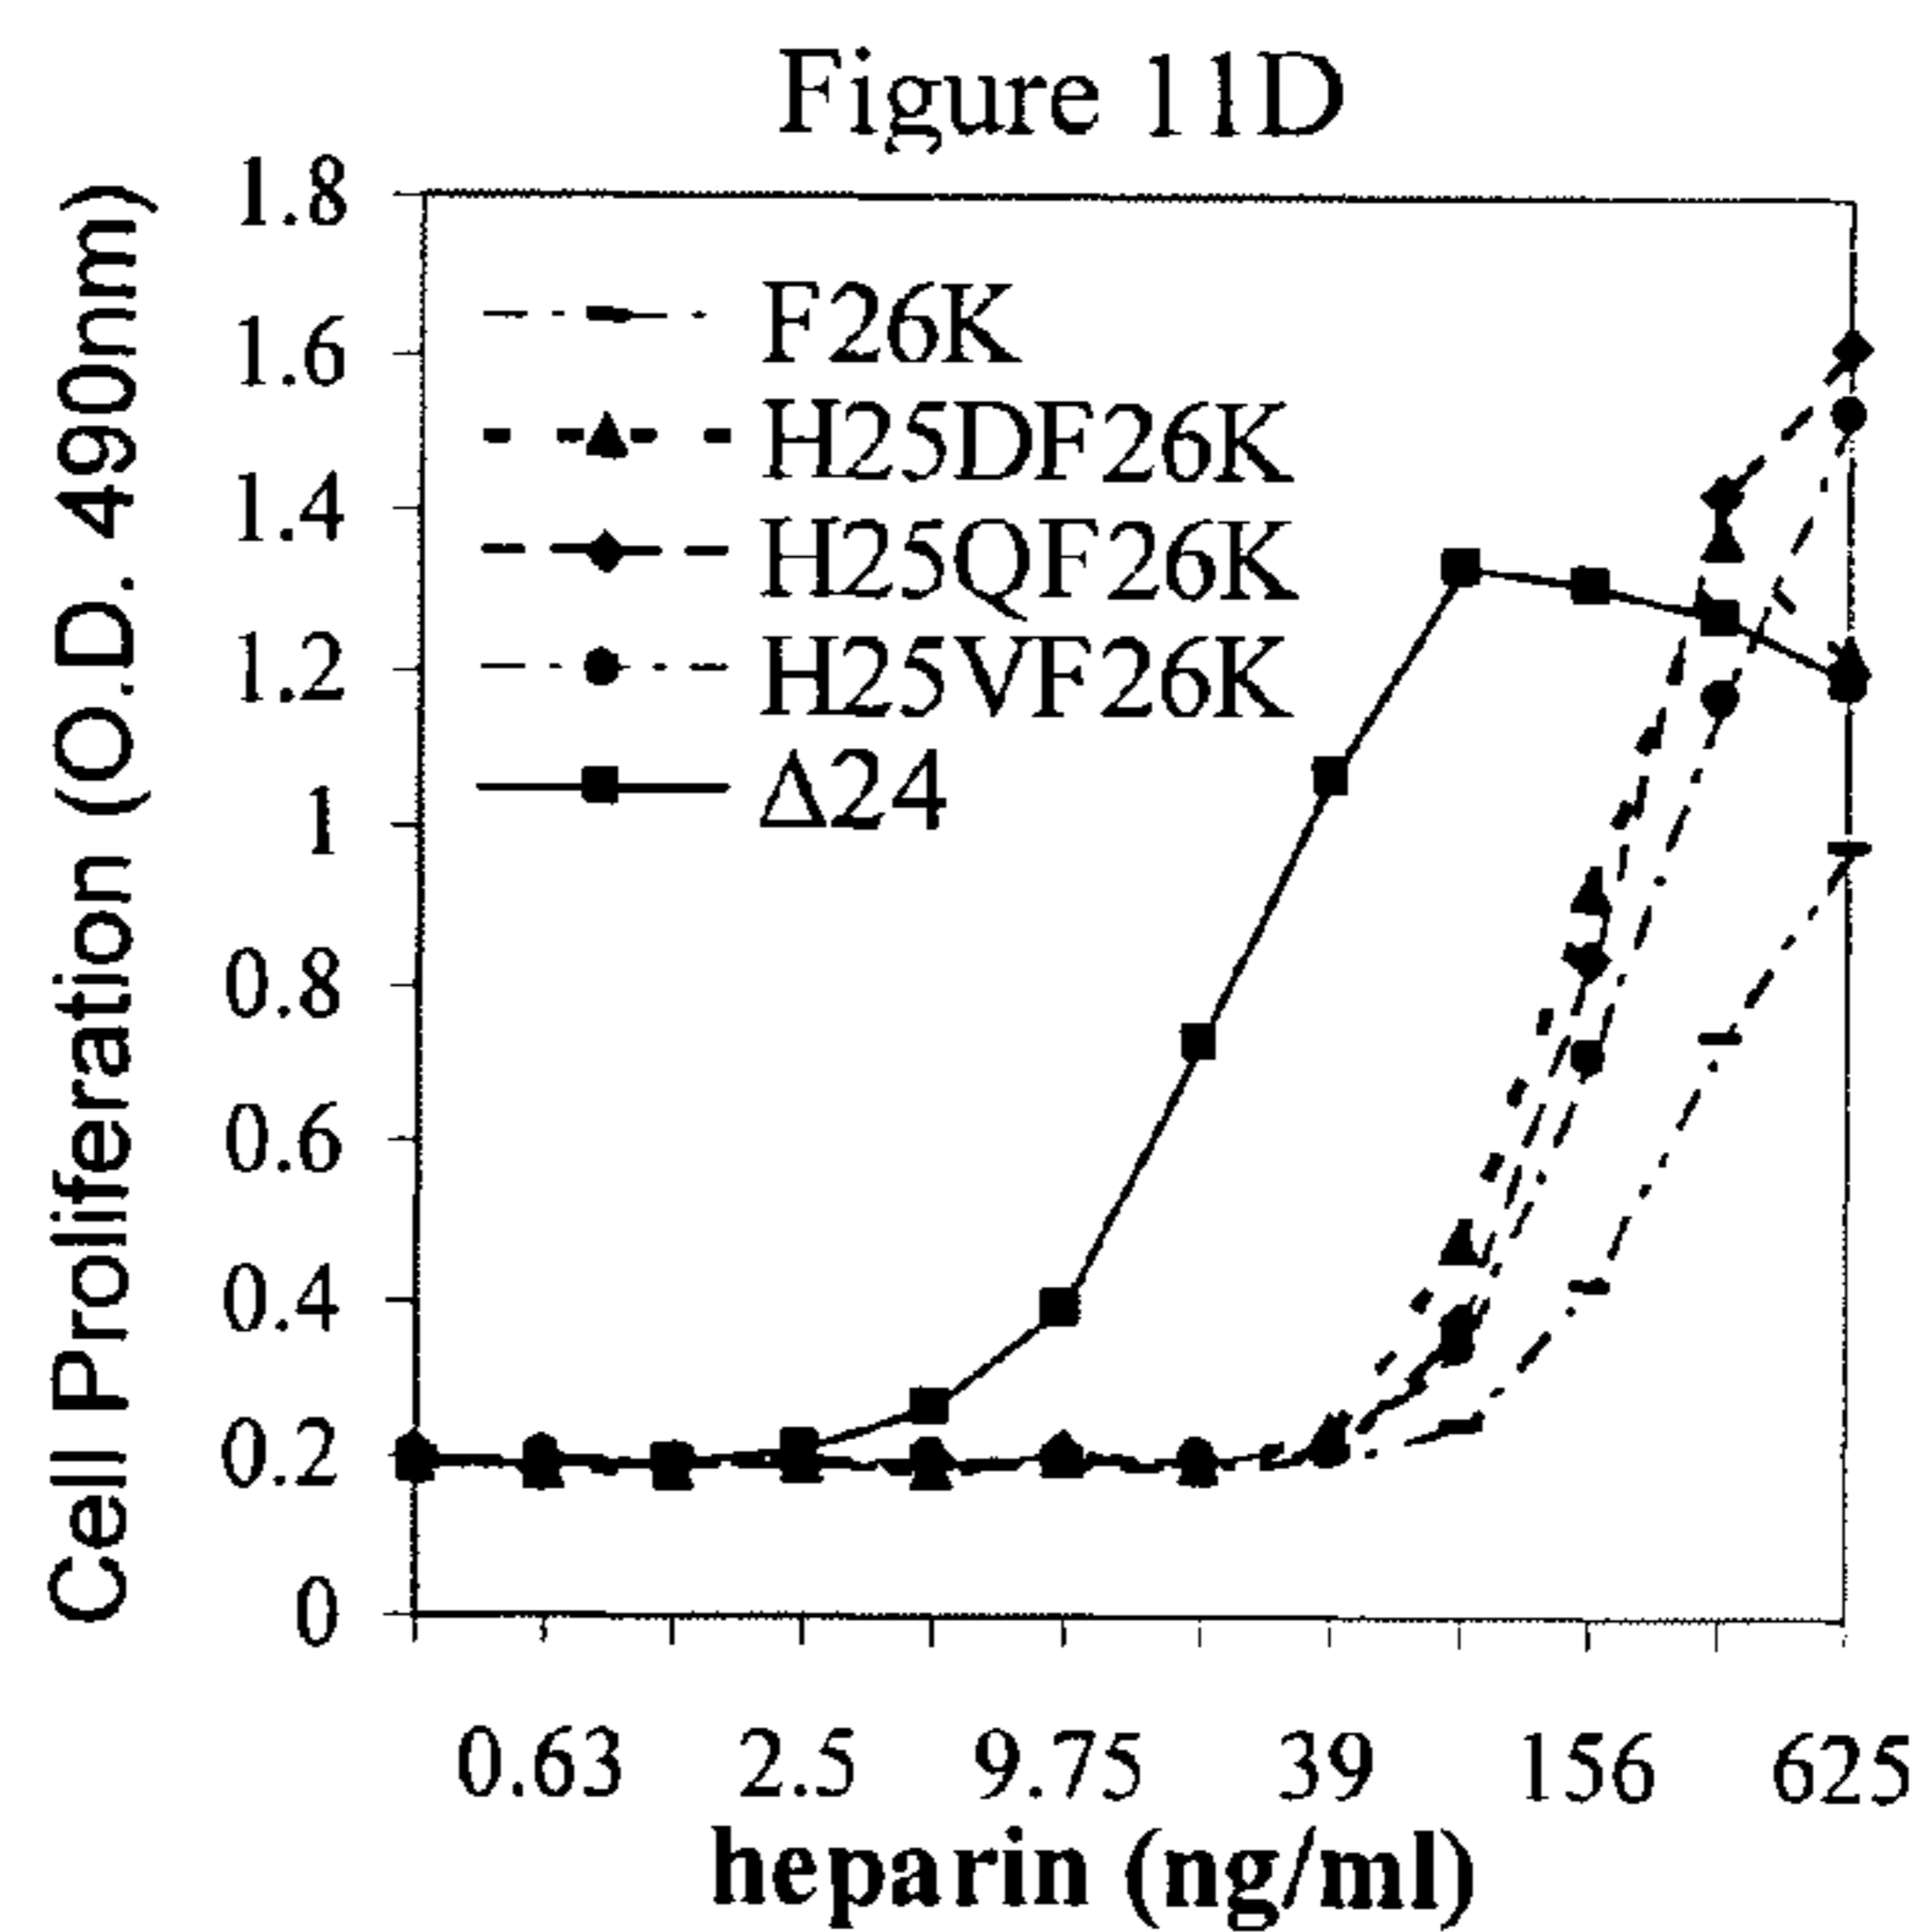 Figure 11D
Cell Proliferation (O.D. 490nm)
1.8
1.6
1.4
1.2
1
0.8
0.6
0.4
0.2
0
F26K
H25DF26K
H25QF26K
H25VF26K
Δ24
0.63 2.5 9.75 39 156 625
heparin (ng/ml)